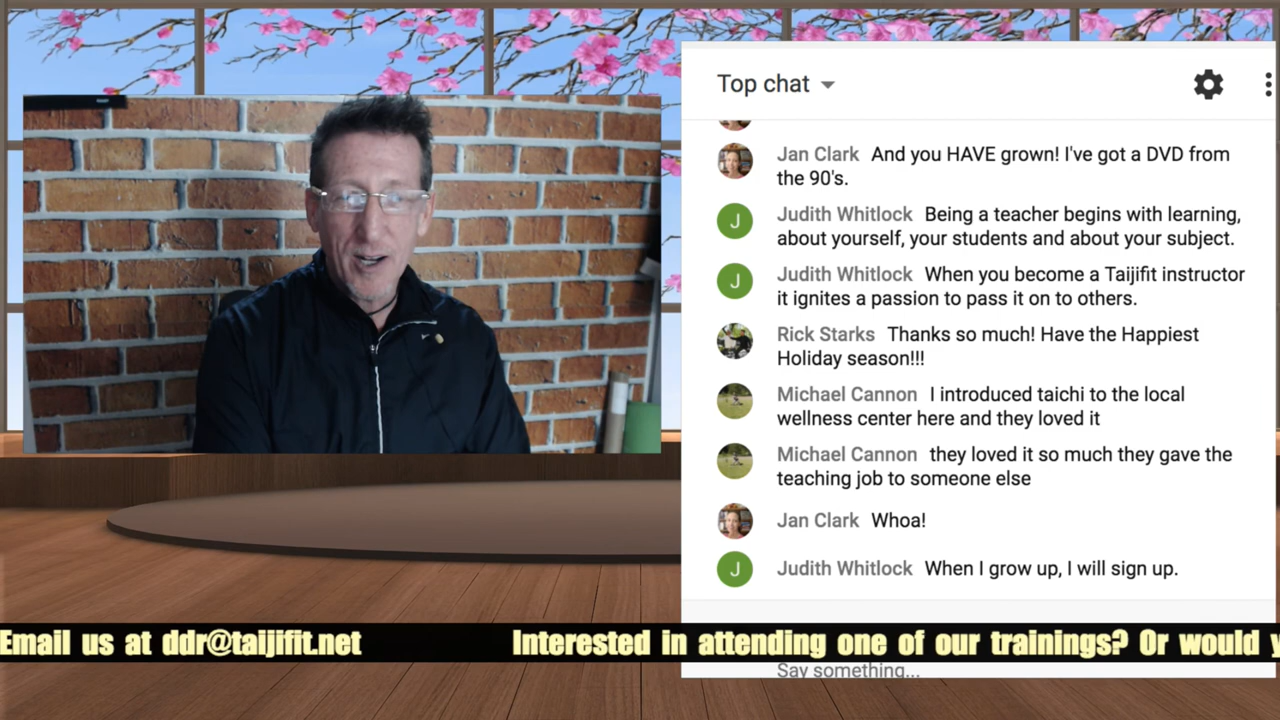 Top chat
Jan Clark And you HAVE grown! I've got a DVD from
the 90's.
Judith Whitlock Being a teacher begins with learning,
about yourself, your students and about your subject.
Judith Whitlock When you become a Taijifit instructor
it ignites a passion to pass it on to others.
Rick Starks Thanks so much! Have the Happiest
Holiday season!!!
Michael Cannon I introduced taichi to the local
wellness center here and they loved it
Michael Cannon they loved it so much they gave the
teaching job to someone else
Jan Clark Whoa!
Judith Whitlock When I grow up, I will sign up.
Email us at ddr@taijifit.net Interested in attending one of our trainings? Or would
Say something...